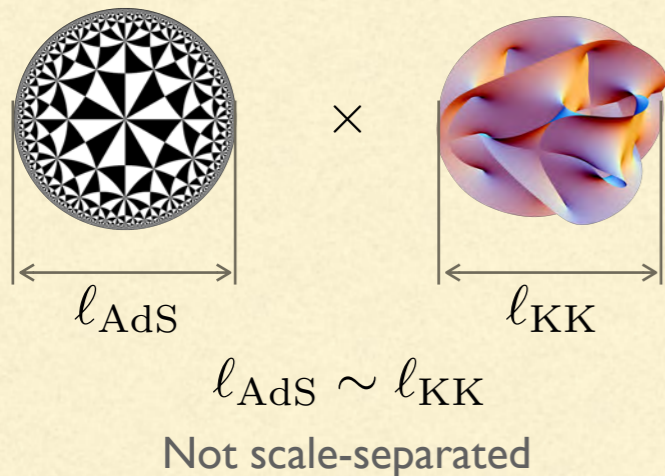 ×
ℓ_AdS ℓ_KK
ℓ_AdS ∼ ℓ_KK
Not scale-separated